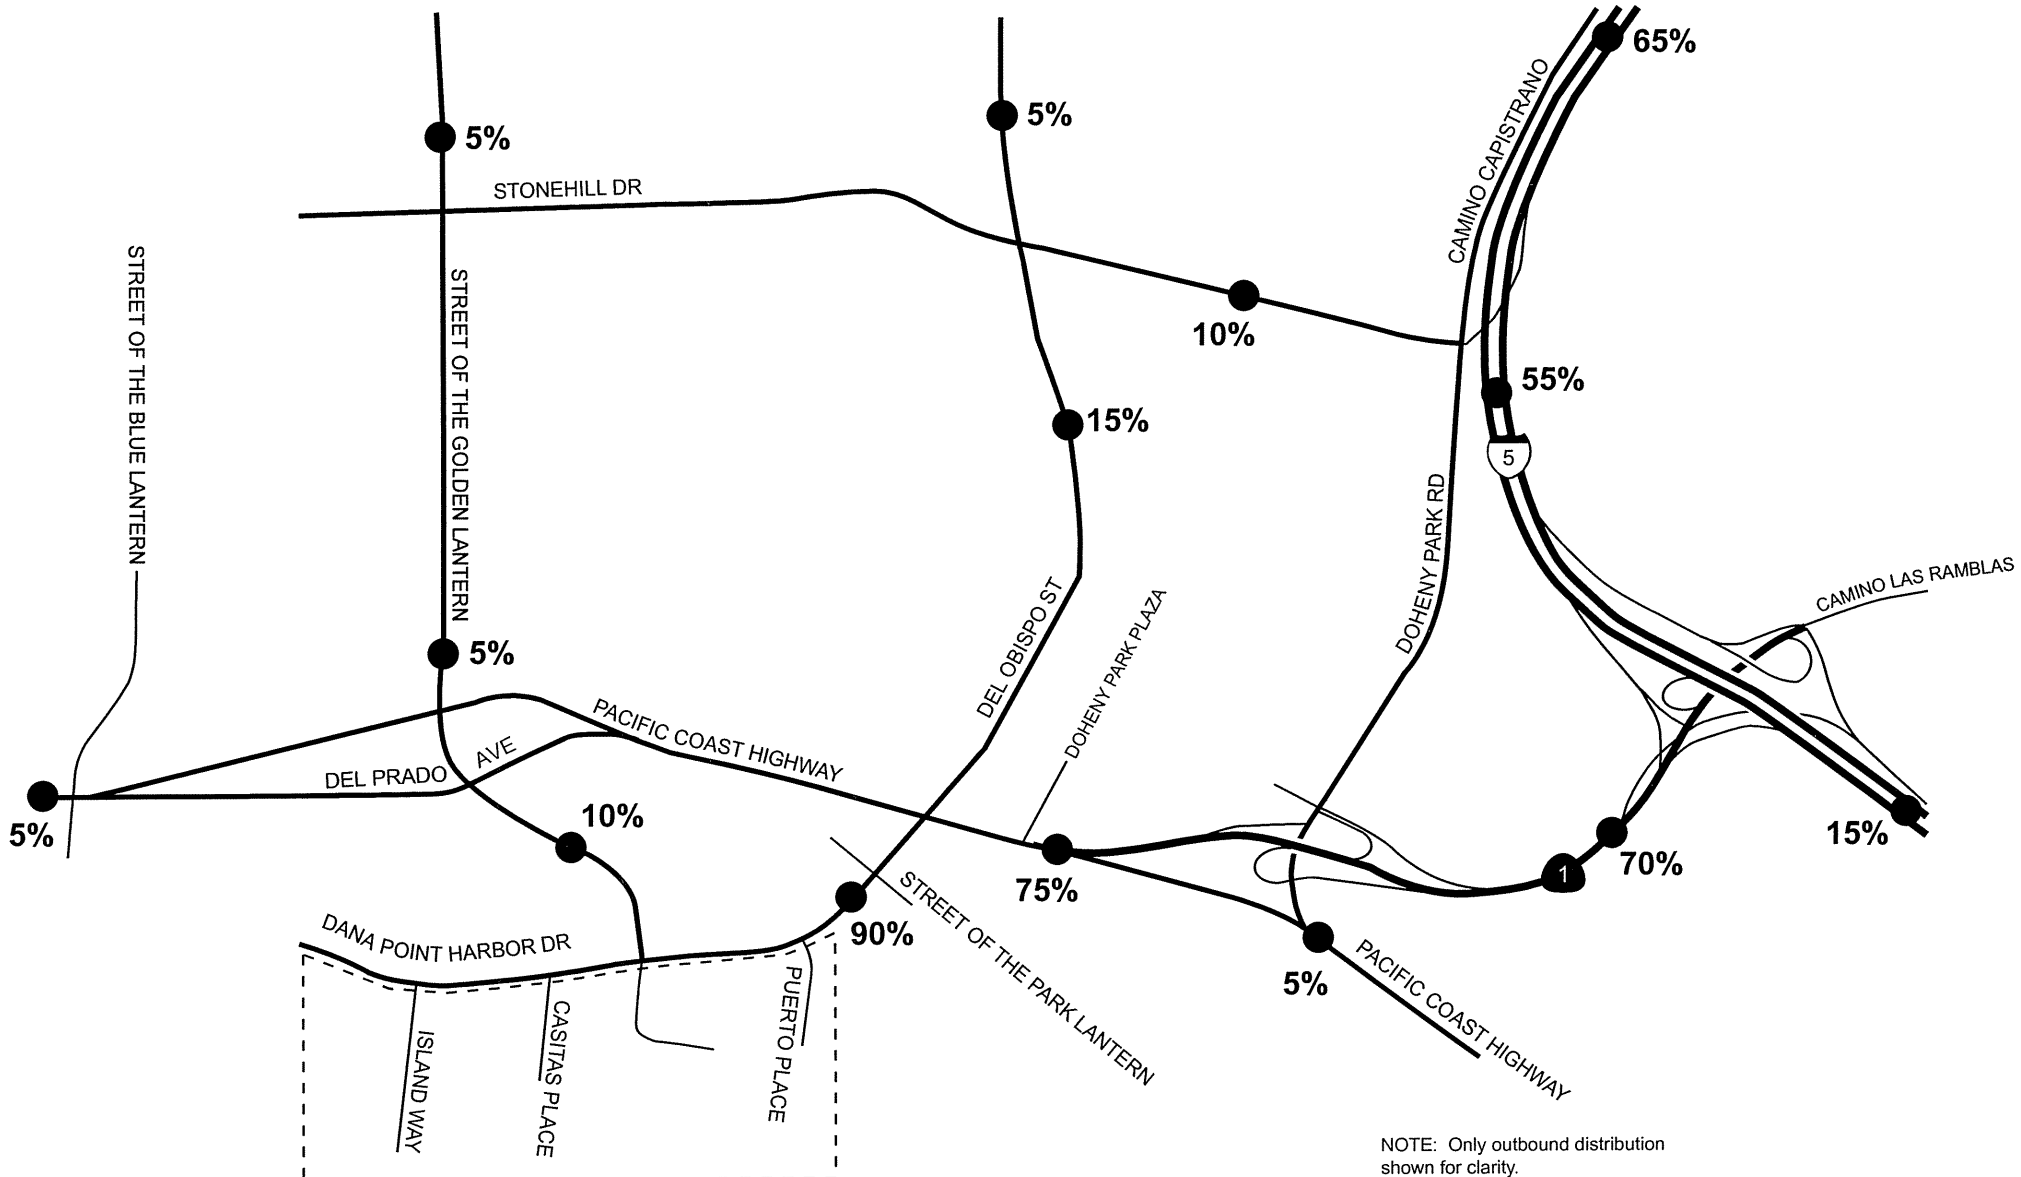 65%
5%
5%
CAMINO CAPISTRANO
STONEHILL DR
STREET OF THE BLUE LANTERN
STREET OF THE GOLDEN LANTERN
10%
55%
15%
5
DOHENY PARK RD
CAMINO LAS RAMBLAS
DEL OBISPO ST
DOHENY PARK PLAZA
5%
PACIFIC COAST HIGHWAY
DEL PRADO AVE
5%
10%
75%
70%
15%
1
90%
STREET OF THE PARK LANTERN
DANA POINT HARBOR DR
5%
PACIFIC COAST HIGHWAY
ISLAND WAY
CASITAS PLACE
PUERTO PLACE
NOTE: Only outbound distribution
shown for clarity.